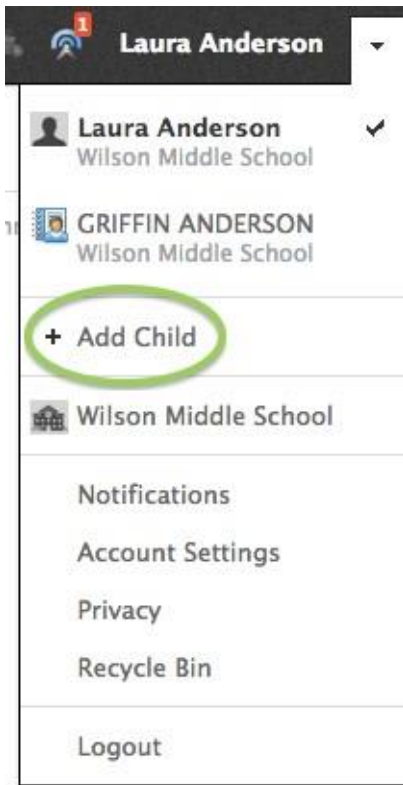 1
Laura Anderson
Laura Anderson
Wilson Middle School
GRIFFIN ANDERSON
Wilson Middle School
+ Add Child
Wilson Middle School
Notifications
Account Settings
Privacy
Recycle Bin
Logout